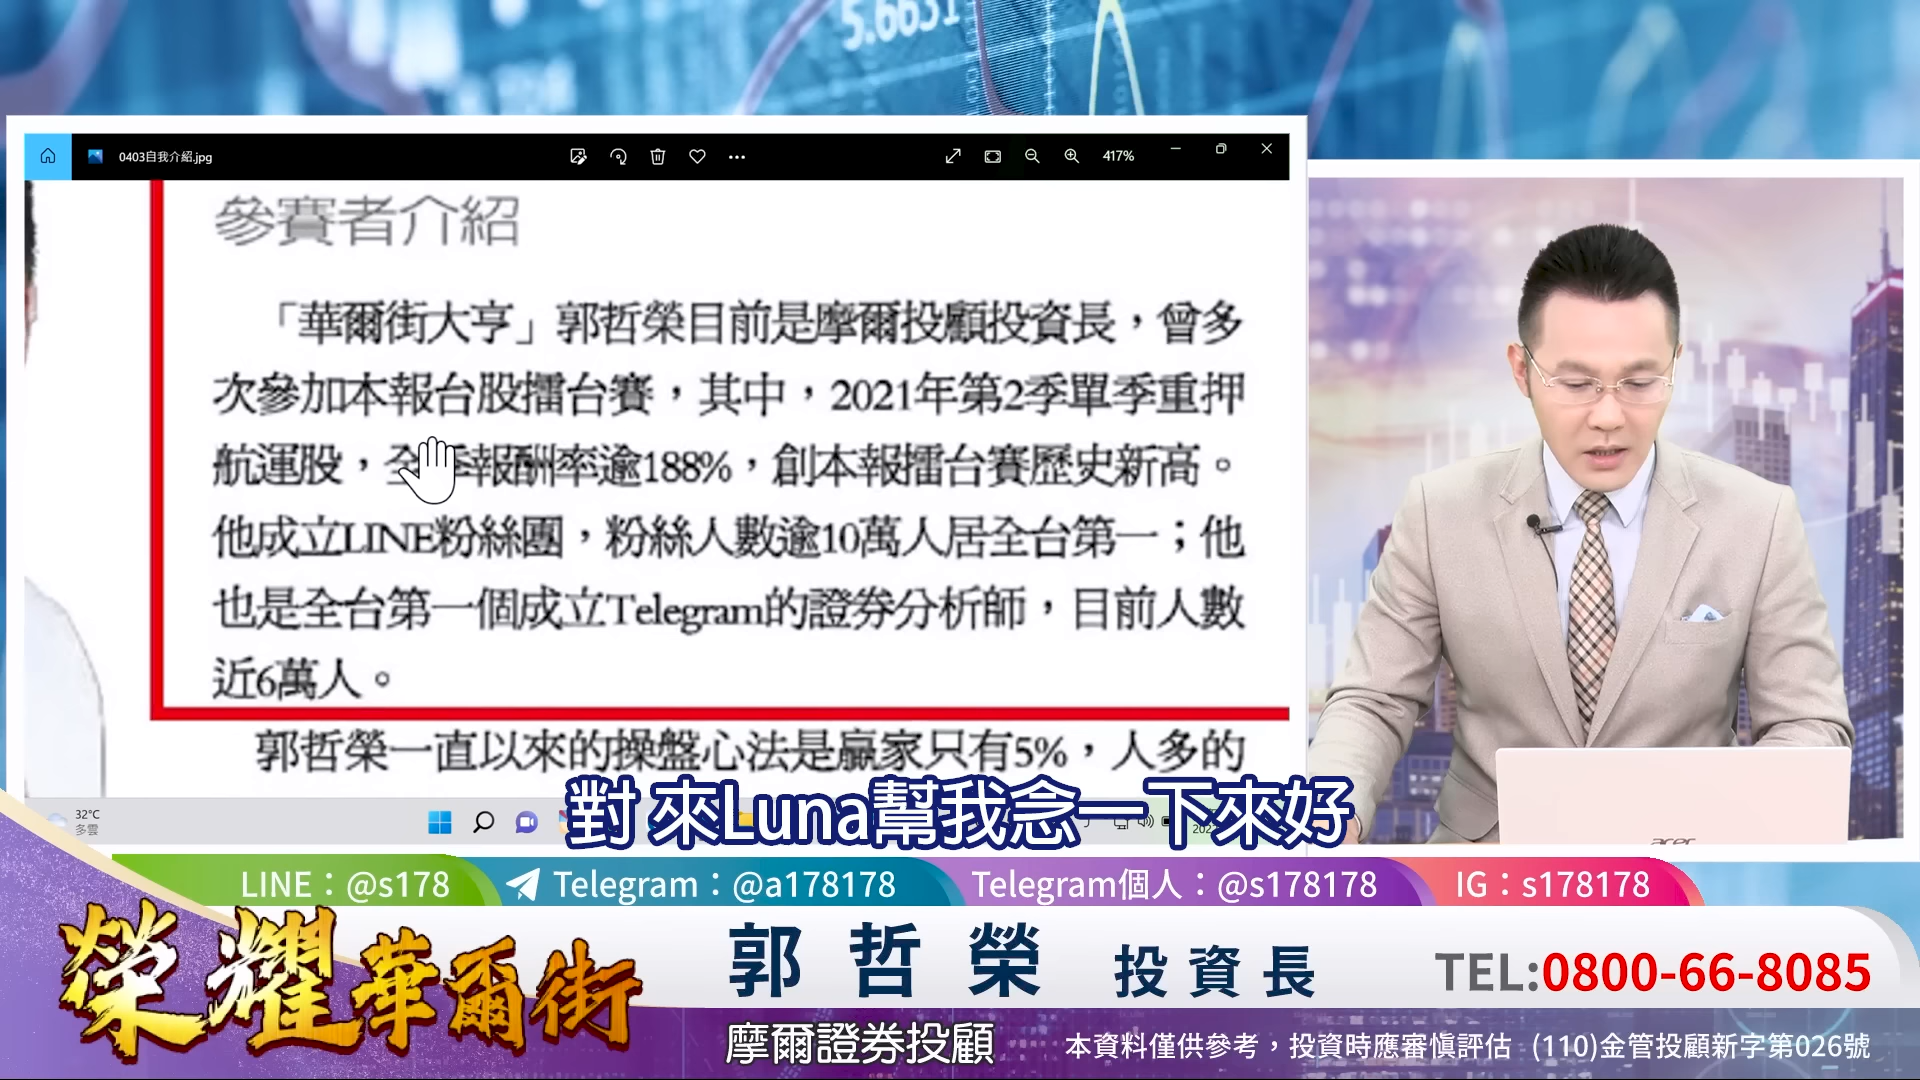 5.6631
0403自我介紹.jpg
417%
參賽者介紹
「華爾街大亨」郭哲榮目前是摩爾投顧投資長，曾多
次參加本報台股擂台賽，其中，2021年第2季單季重押
航運股，全季報酬率逾188%，創本報擂台賽歷史新高。
他成立LINE粉絲團，粉絲人數逾10萬人居全台第一；他
也是全台第一個成立Telegram的證券分析師，目前人數
近6萬人。
郭哲榮一直以來的操盤心法是贏家只有5%，人多的
32°C
多雲
對 來Luna幫我念一下來好
acer
LINE：@s178
Telegram：@a178178
Telegram個人：@s178178
IG：s178178
榮耀華爾街
郭哲榮 投資長
TEL:0800-66-8085
摩爾證券投顧
本資料僅供參考，投資時應審慎評估 (110)金管投顧新字第026號